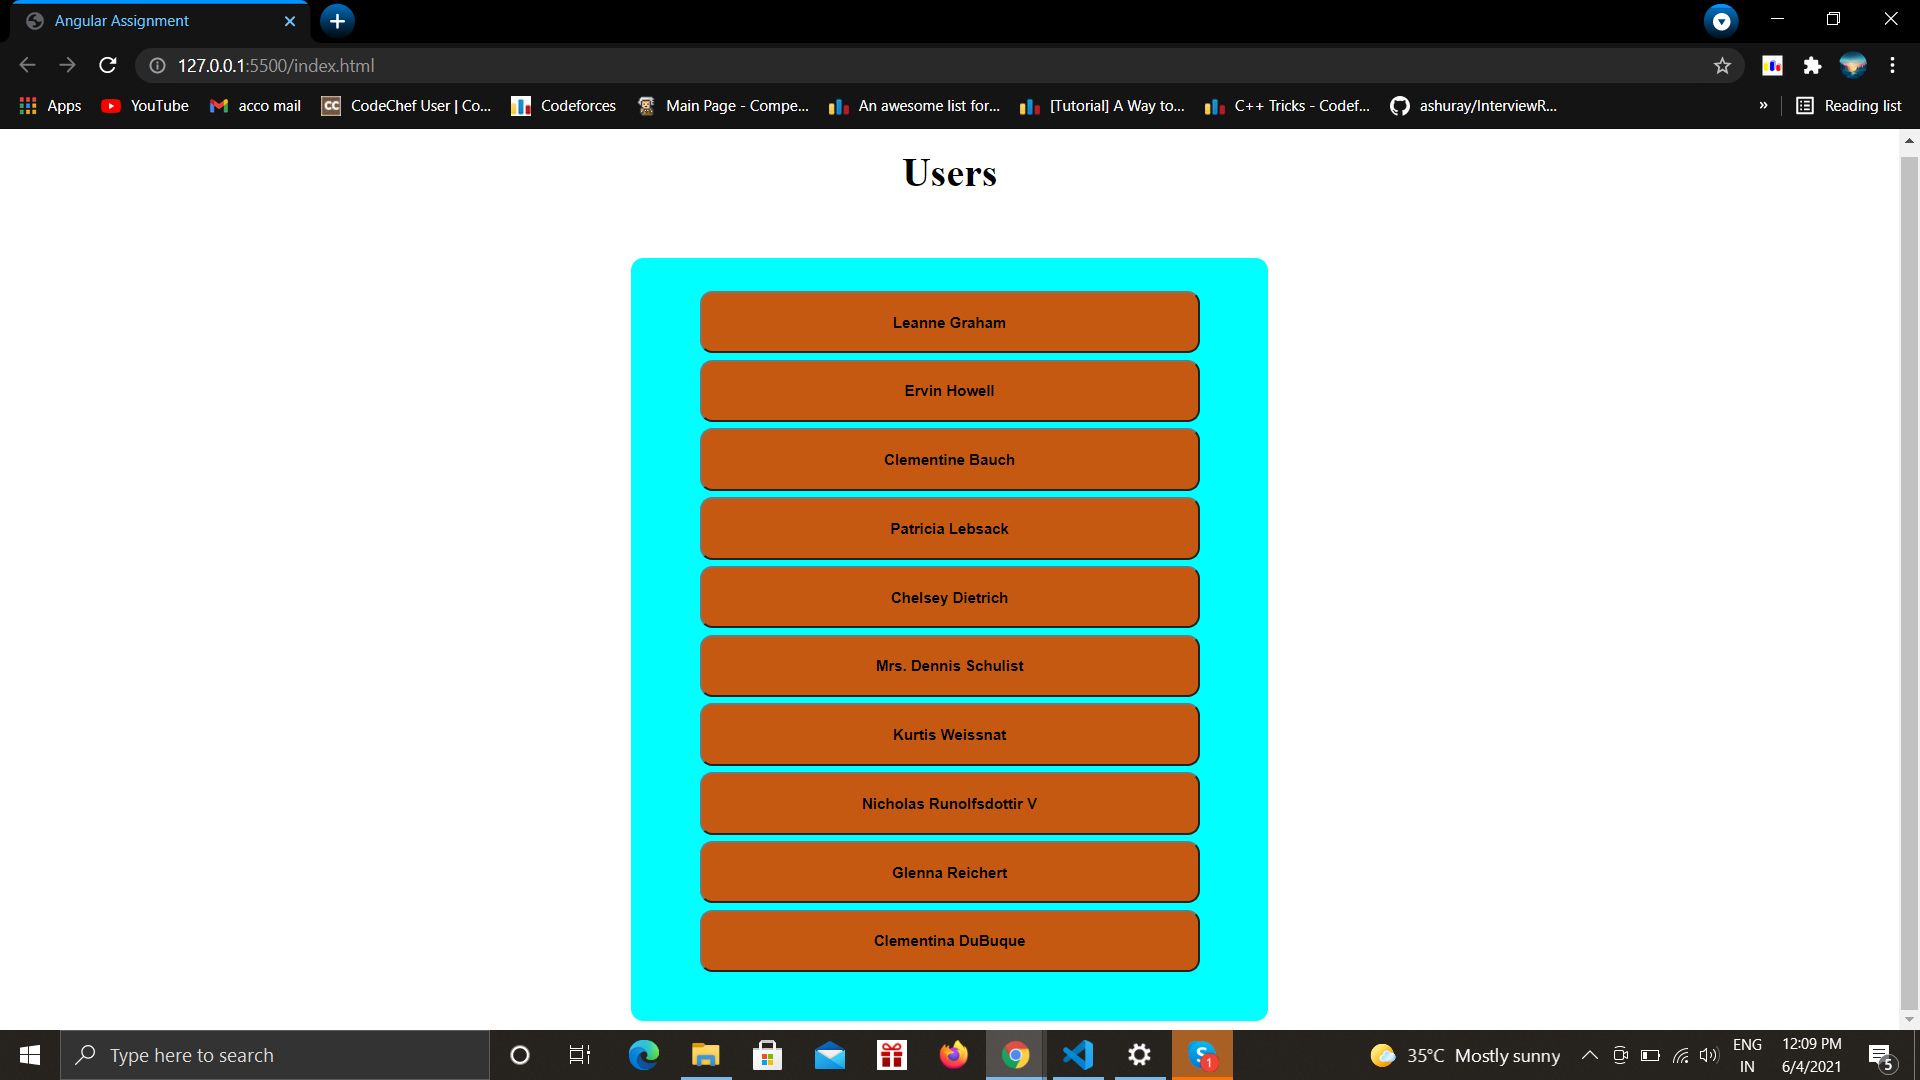 Angular Assignment
127.0.0.1:5500/index.html
Apps YouTube acco mail CodeChef User | Co... Codeforces Main Page - Compe... An awesome list for... [Tutorial] A Way to... C++ Tricks - Codef... ashuray/InterviewR... » Reading list
Users
Leanne Graham
Ervin Howell
Clementine Bauch
Patricia Lebsack
Chelsey Dietrich
Mrs. Dennis Schulist
Kurtis Weissnat
Nicholas Runolfsdottir V
Glenna Reichert
Clementina DuBuque
Type here to search 1 35°C Mostly sunny ENG 12:09 PM
IN 6/4/2021 5